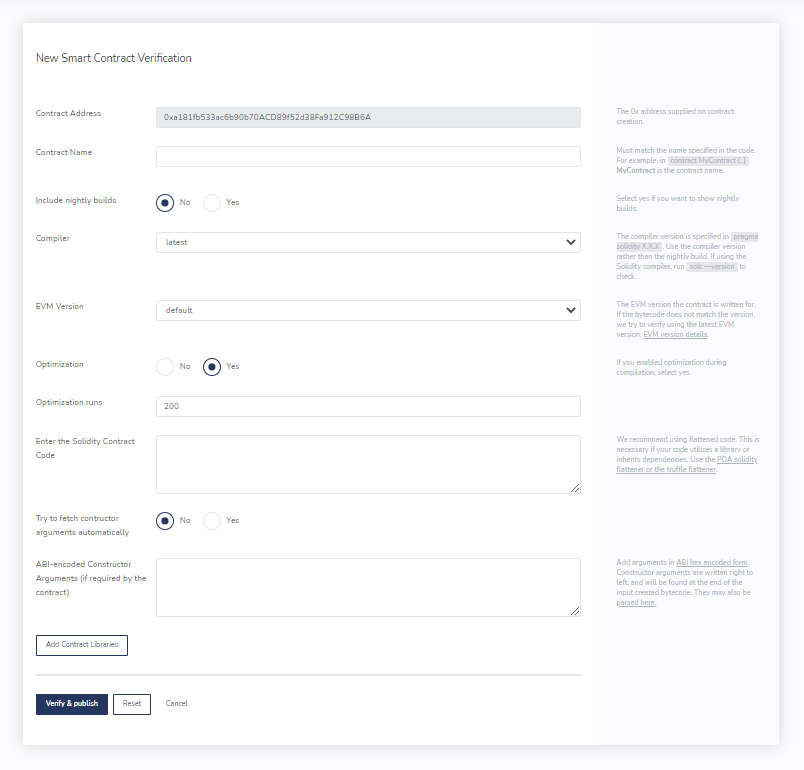 New Smart Contract Verification
Contract Address
0xa181fb533ac6b90b70ACD89f52d38Fa912C98B6A
The 0x address supplied on contract
creation.
Contract Name
Must match the name specified in the code.
For example, in contract MyContract {..}
MyContract is the contract name.
Include nightly builds
No
Yes
Select yes if you want to show nightly
builds.
Compiler
latest
The compiler version is specified in pragma
solidity X.X.X . Use the compiler version
rather than the nightly build. If using the
Solidity compiler, run solc —version to
check.
EVM Version
default
The EVM version the contract is written for.
If the bytecode does not match the version,
we try to verify using the latest EVM
version. EVM version details.
Optimization
No
Yes
If you enabled optimization during
compilation, select yes.
Optimization runs
200
Enter the Solidity Contract
Code
We recommend using flattened code. This is
necessary if your code utilizes a library or
inherits dependencies. Use the POA solidity
flattener or the truffle flattener.
Try to fetch contructor
arguments automatically
No
Yes
ABI-encoded Constructor
Arguments (if required by the
contract)
Add arguments in ABI hex encoded form.
Constructor arguments are written right to
left, and will be found at the end of the
input created bytecode. They may also be
parsed here.
Add Contract Libraries
Verify & publish
Reset
Cancel